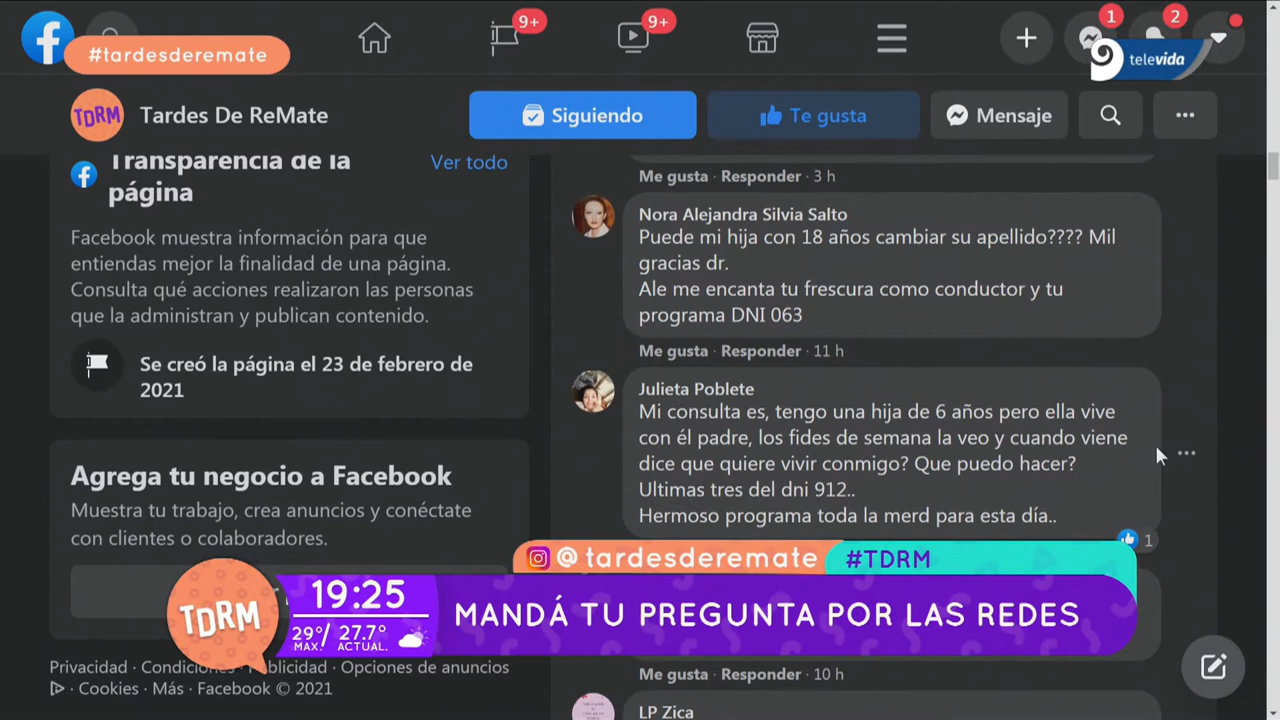 9+
9+
1
2
#tardesderemate
televida
TDRM
Tardes De ReMate
Siguiendo
Te gusta
Mensaje
Transparencia de la
página
Ver todo
Facebook muestra información para que
entiendas mejor la finalidad de una página.
Consulta qué acciones realizaron las personas
que la administran y publican contenido.
Se creó la página el 23 de febrero de
2021
Agrega tu negocio a Facebook
Muestra tu trabajo, crea anuncios y conéctate
con clientes o colaboradores.
Privacidad · Condiciones · Publicidad · Opciones de anuncios
· Cookies · Más · Facebook © 2021
Me gusta · Responder · 3 h
Nora Alejandra Silvia Salto
Puede mi hija con 18 años cambiar su apellido???? Mil
gracias dr.
Ale me encanta tu frescura como conductor y tu
programa DNI 063
Me gusta · Responder · 11 h
Julieta Poblete
Mi consulta es, tengo una hija de 6 años pero ella vive
con él padre, los fides de semana la veo y cuando viene
dice que quiere vivir conmigo? Que puedo hacer?
Ultimas tres del dni 912..
Hermoso programa toda la merd para esta día..
1
@tardesderemate
#TDRM
TDRM
19:25
29°/ MAX.
27.7° ACTUAL.
MANDÁ TU PREGUNTA POR LAS REDES
Me gusta · Responder · 10 h
LP Zica